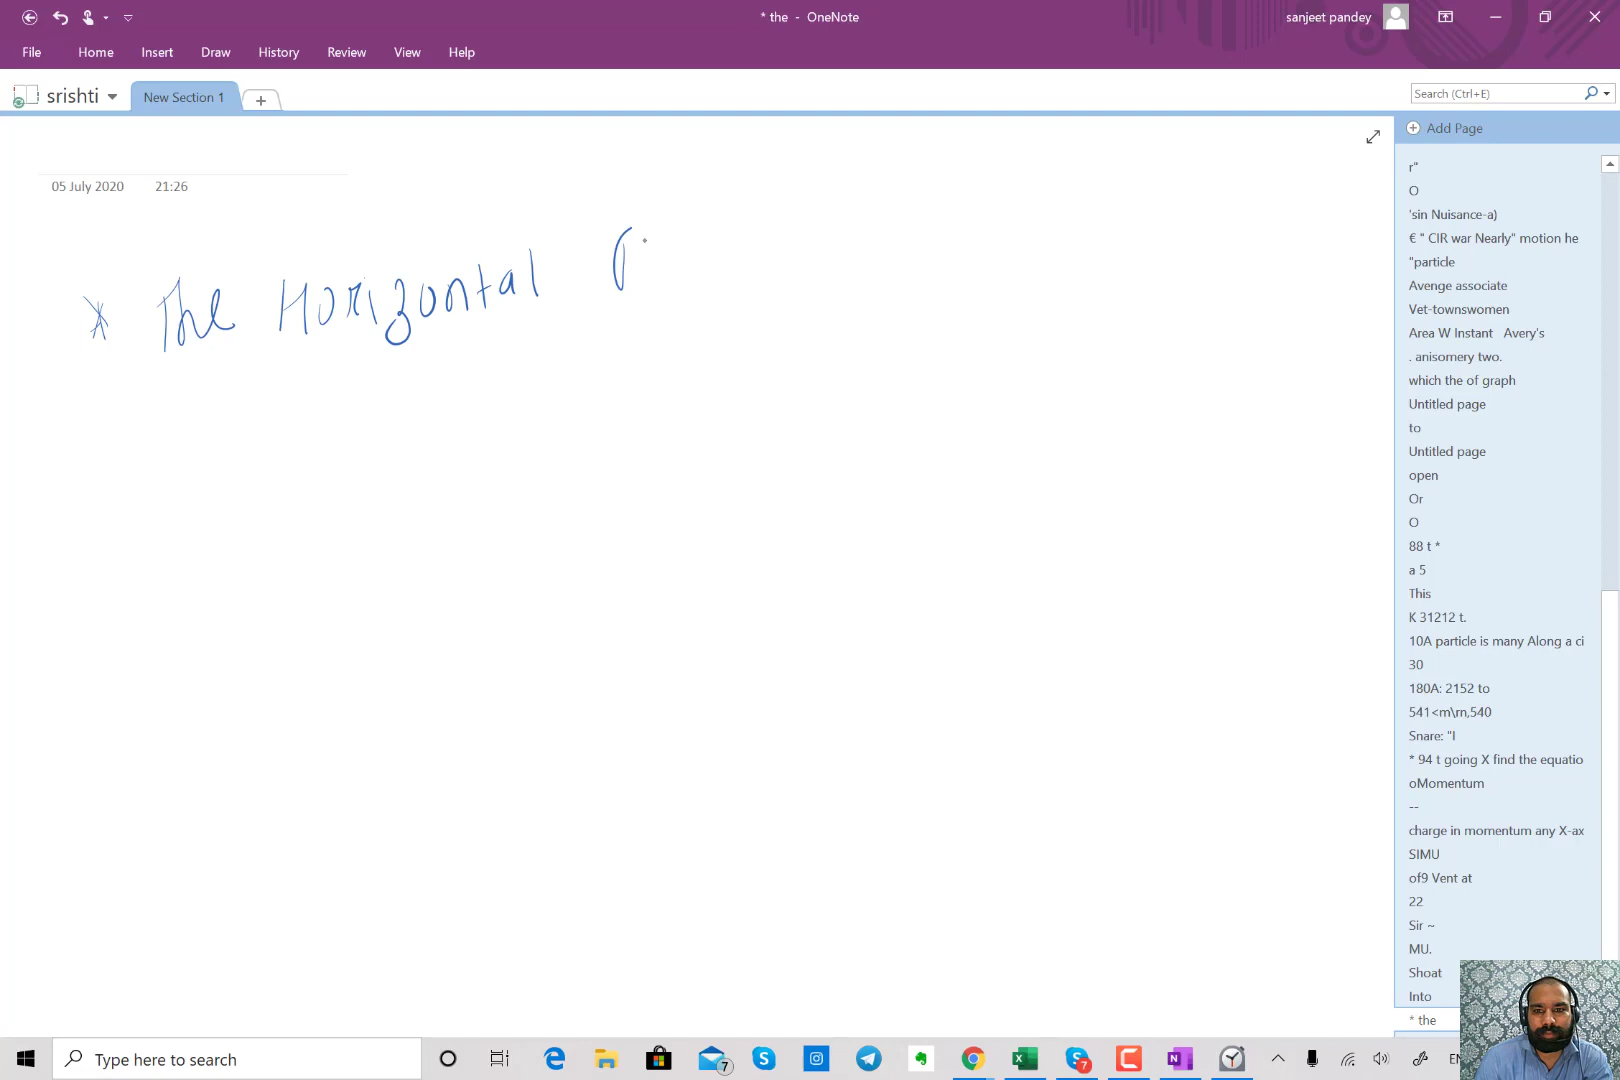 * the - OneNote
sanjeet pandey
File Home Insert Draw History Review View Help
srishti New Section 1
Search (Ctrl+E)
Add Page
05 July 2020 21:26
* The Horizontal
r"
O
'sin Nuisance-a)
€ " CIR war Nearly" motion he
"particle
Avenge associate
Vet-townswomen
Area W Instant Avery's
. anisomery two.
which the of graph
Untitled page
to
Untitled page
open
Or
O
88 t *
a 5
This
K 31212 t.
10A particle is many Along a ci
30
180A: 2152 to
541<m\rn,540
Snare: "I
* 94 t going X find the equatio
oMomentum
--
charge in momentum any X-ax
SIMU
of9 Vent at
22
Sir ~
MU.
Shoat
Into
* the
Type here to search
7
7